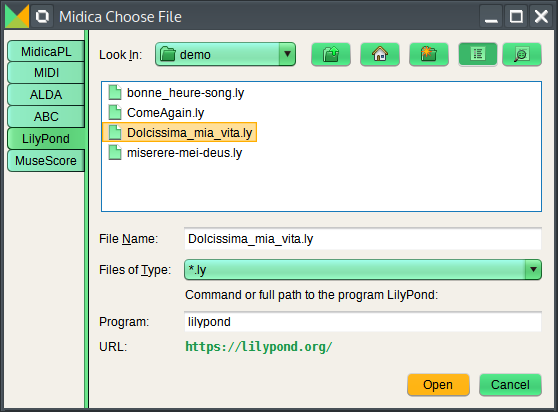 Midica Choose File
MidicaPL
MIDI
ALDA
ABC
LilyPond
MuseScore
Look In: demo
bonne_heure-song.ly
ComeAgain.ly
Dolcissima_mia_vita.ly
miserere-mei-deus.ly
File Name: Dolcissima_mia_vita.ly
Files of Type: *.ly
Command or full path to the program LilyPond:
Program: lilypond
URL: https://lilypond.org/
Open Cancel